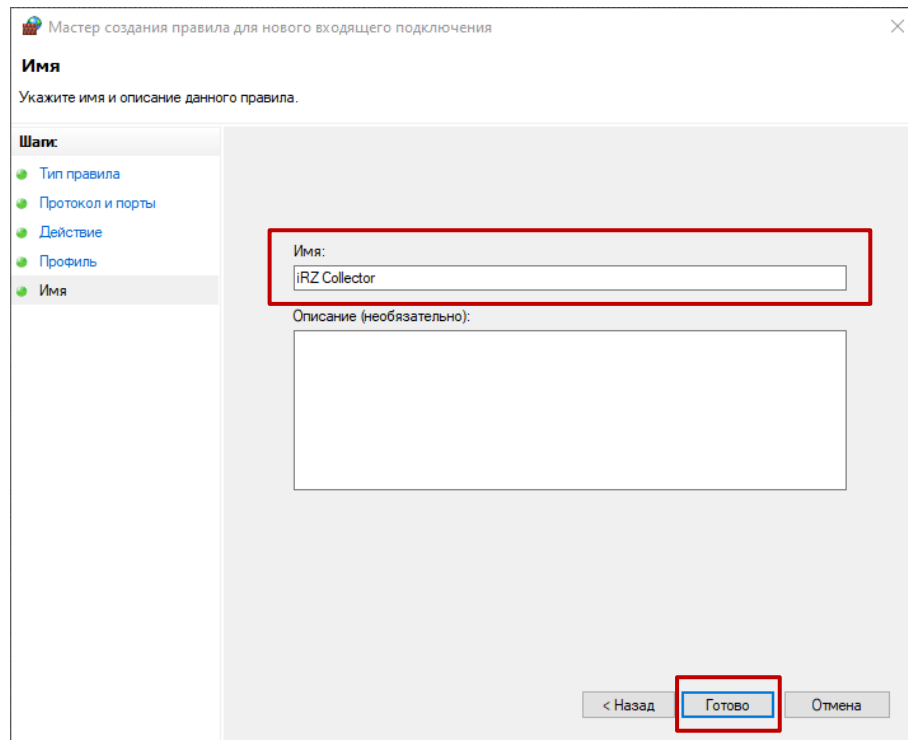 Мастер создания правила для нового входящего подключения
Имя
Укажите имя и описание данного правила.
Шаги:
Тип правила
Протокол и порты
Действие
Профиль
Имя
Имя:
iRZ Collector
Описание (необязательно):
< Назад
Готово
Отмена